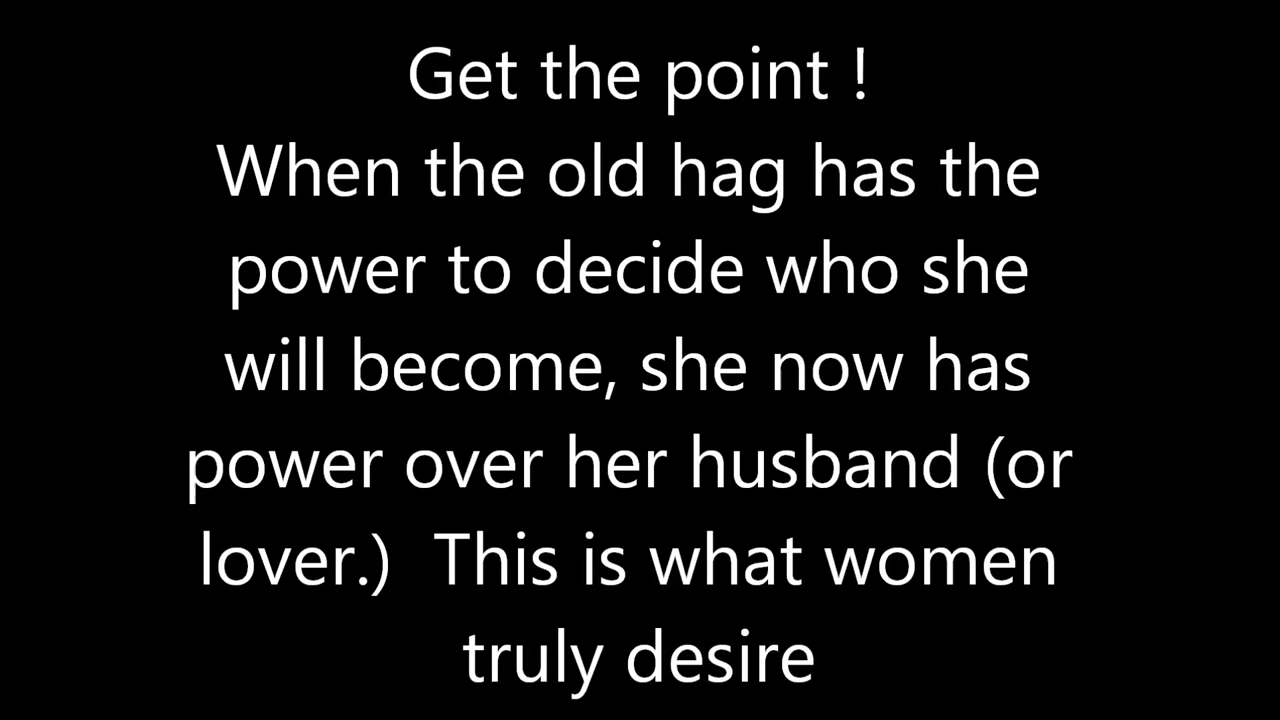 Get the point !
When the old hag has the
power to decide who she
will become, she now has
power over her husband (or
lover.)  This is what women
truly desire